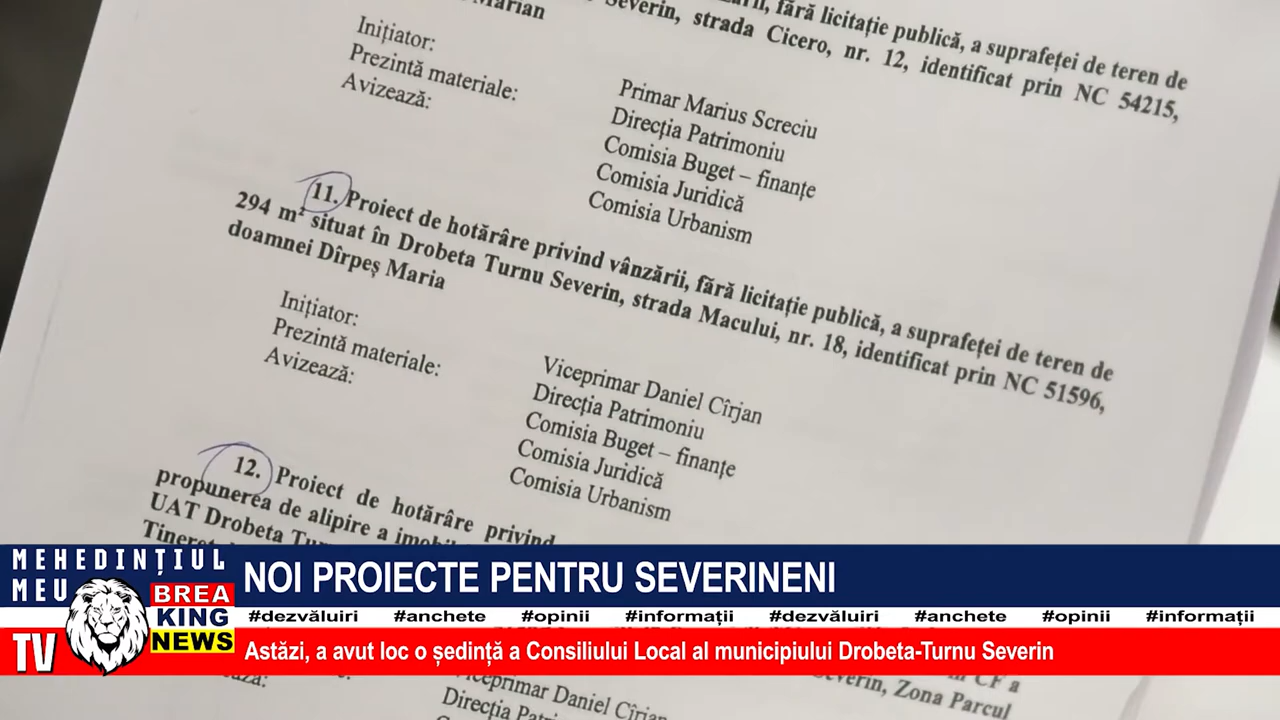 Marian
Severin, strada Cicero, nr. 12, identificat prin NC 54215,
fără licitație publică, a suprafeței de teren de
Inițiator:
Prezintă materiale:
Avizează:
Primar Marius Screciu
Direcția Patrimoniu
Comisia Buget – finanțe
Comisia Juridică
Comisia Urbanism
11. Proiect de hotărâre privind vânzării, fără licitație publică, a suprafeței de teren de
294 m² situat în Drobeta Turnu Severin, strada Macului, nr. 18, identificat prin NC 51596,
doamnei Dîrpeș Maria
Inițiator:
Prezintă materiale:
Avizează:
Viceprimar Daniel Cîrjan
Direcția Patrimoniu
Comisia Buget – finanțe
Comisia Juridică
Comisia Urbanism
12. Proiect de hotărâre privind
propunerea de alipire a
UAT Drobeta
MEHEDINȚIUL
MEU
TV
BREA
KING
NEWS
NOI PROIECTE PENTRU SEVERINENI
#dezvăluiri #anchete #opinii #informații #dezvăluiri #anchete #opinii #informații
Astăzi, a avut loc o ședință a Consiliului Local al municipiului Drobeta-Turnu Severin
in CF a
Severin, Zona Parcul
Viceprimar Daniel Cîrjan